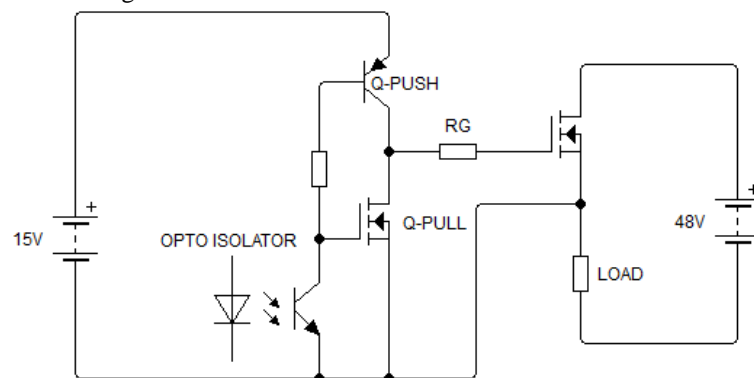 Q-PUSH
RG
Q-PULL
OPTO ISOLATOR
+
15V
+
48V
LOAD